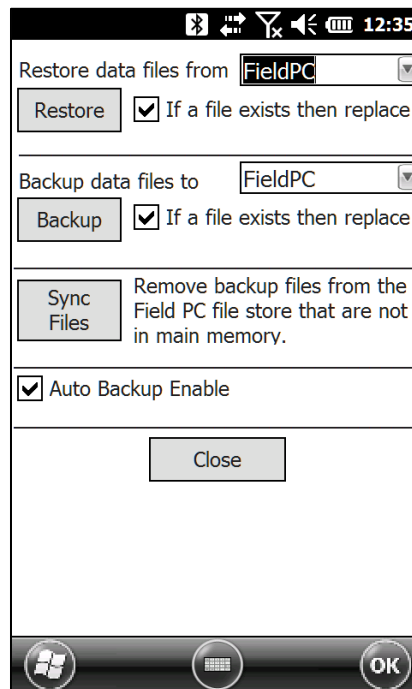 12:35
Restore data files from FieldPC
Restore If a file exists then replace
Backup data files to FieldPC
Backup If a file exists then replace
Sync Files
Remove backup files from the
Field PC file store that are not
in main memory.
Auto Backup Enable
Close
OK